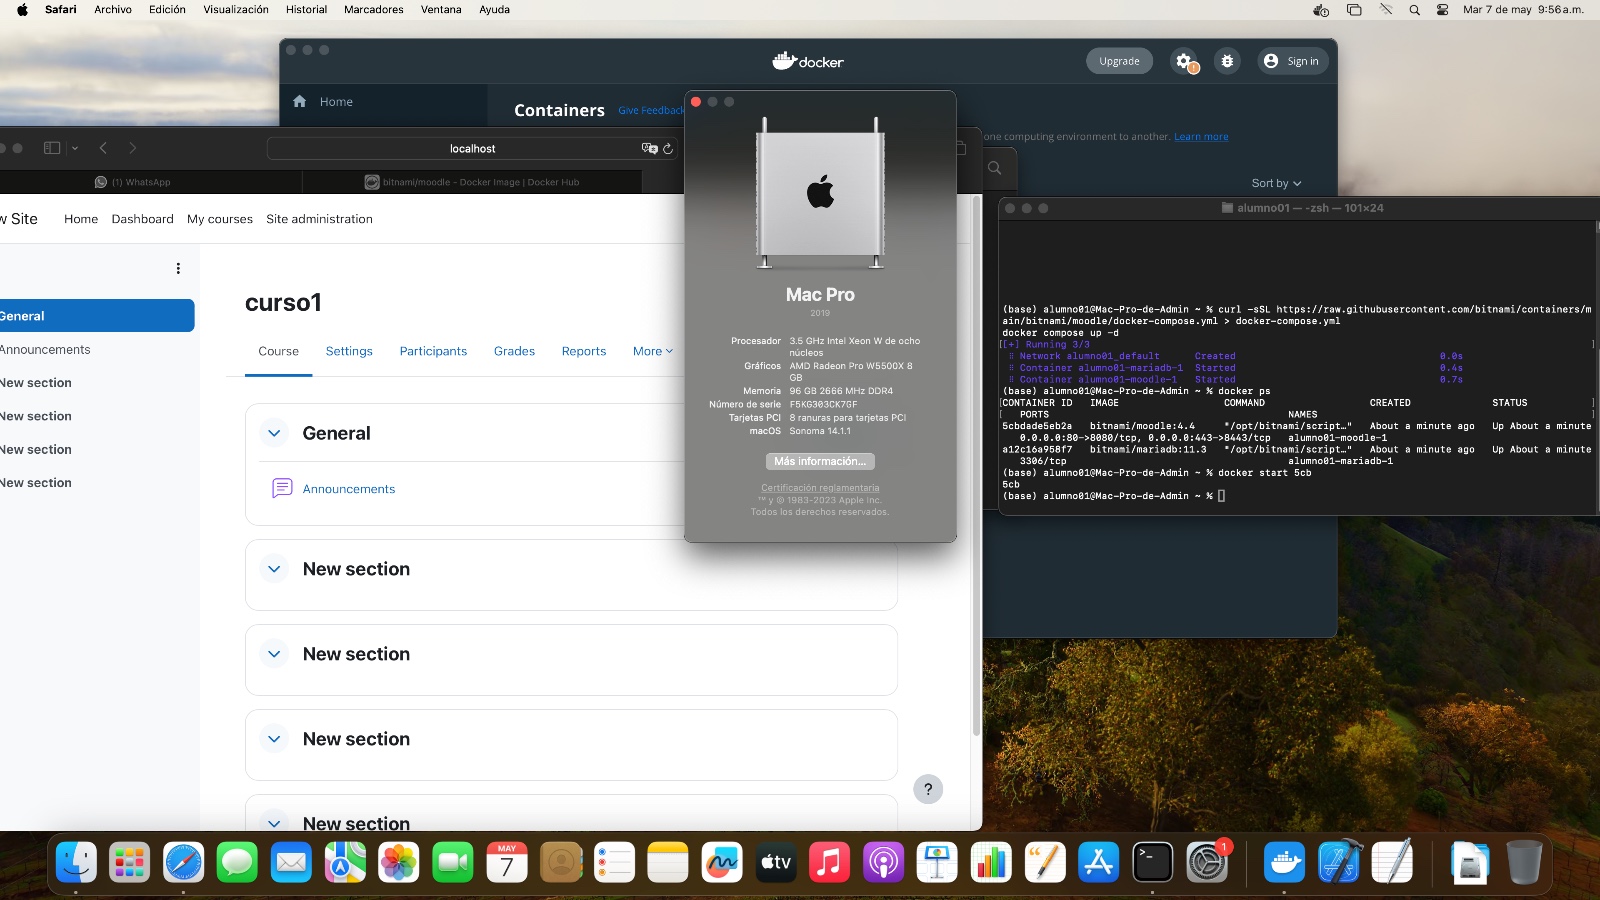 Safari Archivo Edición Visualización Historial Marcadores Ventana Ayuda
Mar 7 de may 9:56 a.m.
docker
Upgrade
Sign in
Home
Containers Give Feedback
one computing environment to another. Learn more
Sort by
localhost
(1) WhatsApp
bitnami/moodle - Docker Image | Docker Hub
w Site Home Dashboard My courses Site administration
General
Announcements
New section
New section
New section
New section
curso1
Course Settings Participants Grades Reports More
General
Announcements
New section
New section
New section
New section
?
Mac Pro
2019
Procesador 3.5 GHz Intel Xeon W de ocho
núcleos
Gráficos AMD Radeon Pro W5500X 8
GB
Memoria 96 GB 2666 MHz DDR4
Número de serie F5KG303CK7GF
Tarjetas PCI 8 ranuras para tarjetas PCI
macOS Sonoma 14.1.1
Más información...
Certificación reglamentaria
™ y © 1983-2023 Apple Inc.
Todos los derechos reservados.
alumno01 — -zsh — 101×24
(base) alumno01@Mac-Pro-de-Admin ~ % curl -sSL https://raw.githubusercontent.com/bitnami/containers/m
ain/bitnami/moodle/docker-compose.yml > docker-compose.yml
docker compose up -d
[[+] Running 3/3 ]
Network alumno01_default Created 0.0s
Container alumno01-mariadb-1 Started 0.4s
Container alumno01-moodle-1 Started 0.7s
(base) alumno01@Mac-Pro-de-Admin ~ % docker ps
[CONTAINER ID IMAGE COMMAND CREATED STATUS ]
[ PORTS NAMES ]
5cbdade5eb2a bitnami/moodle:4.4 "/opt/bitnami/script…" About a minute ago Up About a minute
0.0.0.0:80->8080/tcp, 0.0.0.0:443->8443/tcp alumno01-moodle-1
a12c16a958f7 bitnami/mariadb:11.3 "/opt/bitnami/script…" About a minute ago Up About a minute
3306/tcp alumno01-mariadb-1
(base) alumno01@Mac-Pro-de-Admin ~ % docker start 5cb
5cb
(base) alumno01@Mac-Pro-de-Admin ~ %
MAY
7
tv
>_
1